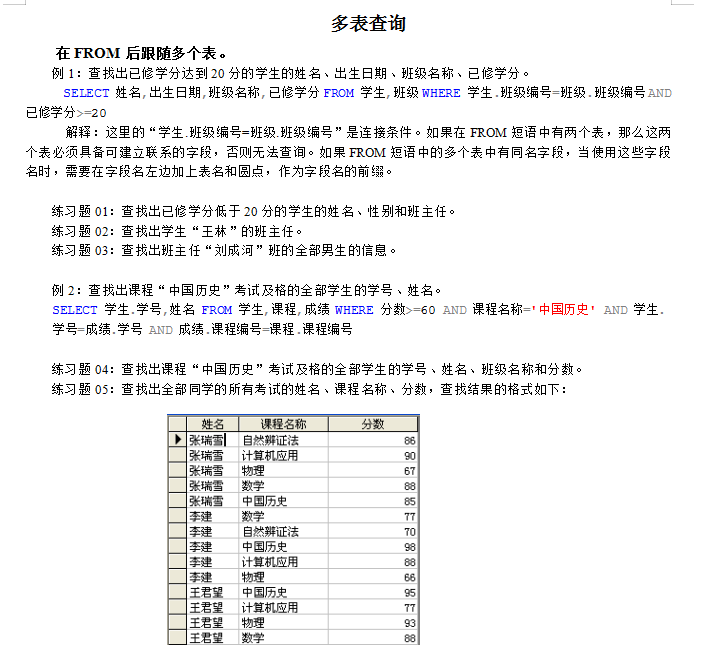 多表查询
在 FROM 后跟随多个表。
例 1：查找出已修学分达到 20 分的学生的姓名、出生日期、班级名称、已修学分。
SELECT 姓名,出生日期,班级名称,已修学分 FROM 学生,班级 WHERE 学生.班级编号=班级.班级编号 AND
已修学分>=20
解释：这里的“学生.班级编号=班级.班级编号”是连接条件。如果在 FROM 短语中有两个表，那么这两
个表必须具备可建立联系的字段，否则无法查询。如果 FROM 短语中的多个表中有同名字段，当使用这些字段
名时，需要在字段名左边加上表名和圆点，作为字段名的前缀。
练习题 01：查找出已修学分低于 20 分的学生的姓名、性别和班主任。
练习题 02：查找出学生“王林”的班主任。
练习题 03：查找出班主任“刘成河”班的全部男生的信息。
例 2：查找出课程“中国历史”考试及格的全部学生的学号、姓名。
SELECT 学生.学号,姓名 FROM 学生,课程,成绩 WHERE 分数>=60 AND 课程名称='中国历史' AND 学生.
学号=成绩.学号 AND 成绩.课程编号=课程.课程编号
练习题 04：查找出课程“中国历史”考试及格的全部学生的学号、姓名、班级名称和分数。
练习题 05：查找出全部同学的所有考试的姓名、课程名称、分数，查找结果的格式如下：
姓名 课程名称 分数
张瑞雪 自然辨证法 86
张瑞雪 计算机应用 90
张瑞雪 物理 67
张瑞雪 数学 88
张瑞雪 中国历史 85
李建 数学 77
李建 自然辨证法 70
李建 中国历史 98
李建 计算机应用 88
李建 物理 66
王君望 中国历史 95
王君望 计算机应用 77
王君望 物理 93
王君望 数学 88